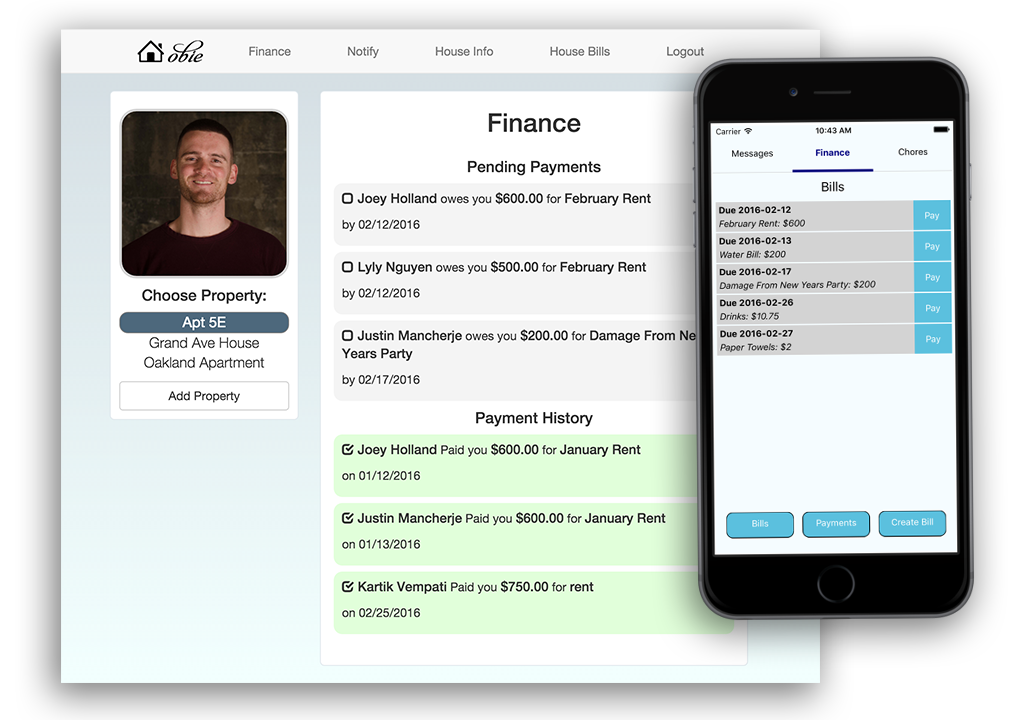 obie
Finance
Notify
House Info
House Bills
Logout
Choose Property:
Apt 5E
Grand Ave House
Oakland Apartment
Add Property
Finance
Pending Payments
Joey Holland owes you $600.00 for February Rent
by 02/12/2016
Lyly Nguyen owes you $500.00 for February Rent
by 02/12/2016
Justin Mancherje owes you $200.00 for Damage From Ne
Years Party
by 02/17/2016
Payment History
Joey Holland Paid you $600.00 for January Rent
on 01/12/2016
Justin Mancherje Paid you $600.00 for January Rent
on 01/13/2016
Kartik Vempati Paid you $750.00 for rent
on 02/25/2016
Carrier 10:43 AM
Messages
Finance
Chores
Bills
Due 2016-02-12
February Rent: $600
Pay
Due 2016-02-13
Water Bill: $200
Pay
Due 2016-02-17
Damage From New Years Party: $200
Pay
Due 2016-02-26
Drinks: $10.75
Pay
Due 2016-02-27
Paper Towels: $2
Pay
Bills
Payments
Create Bill